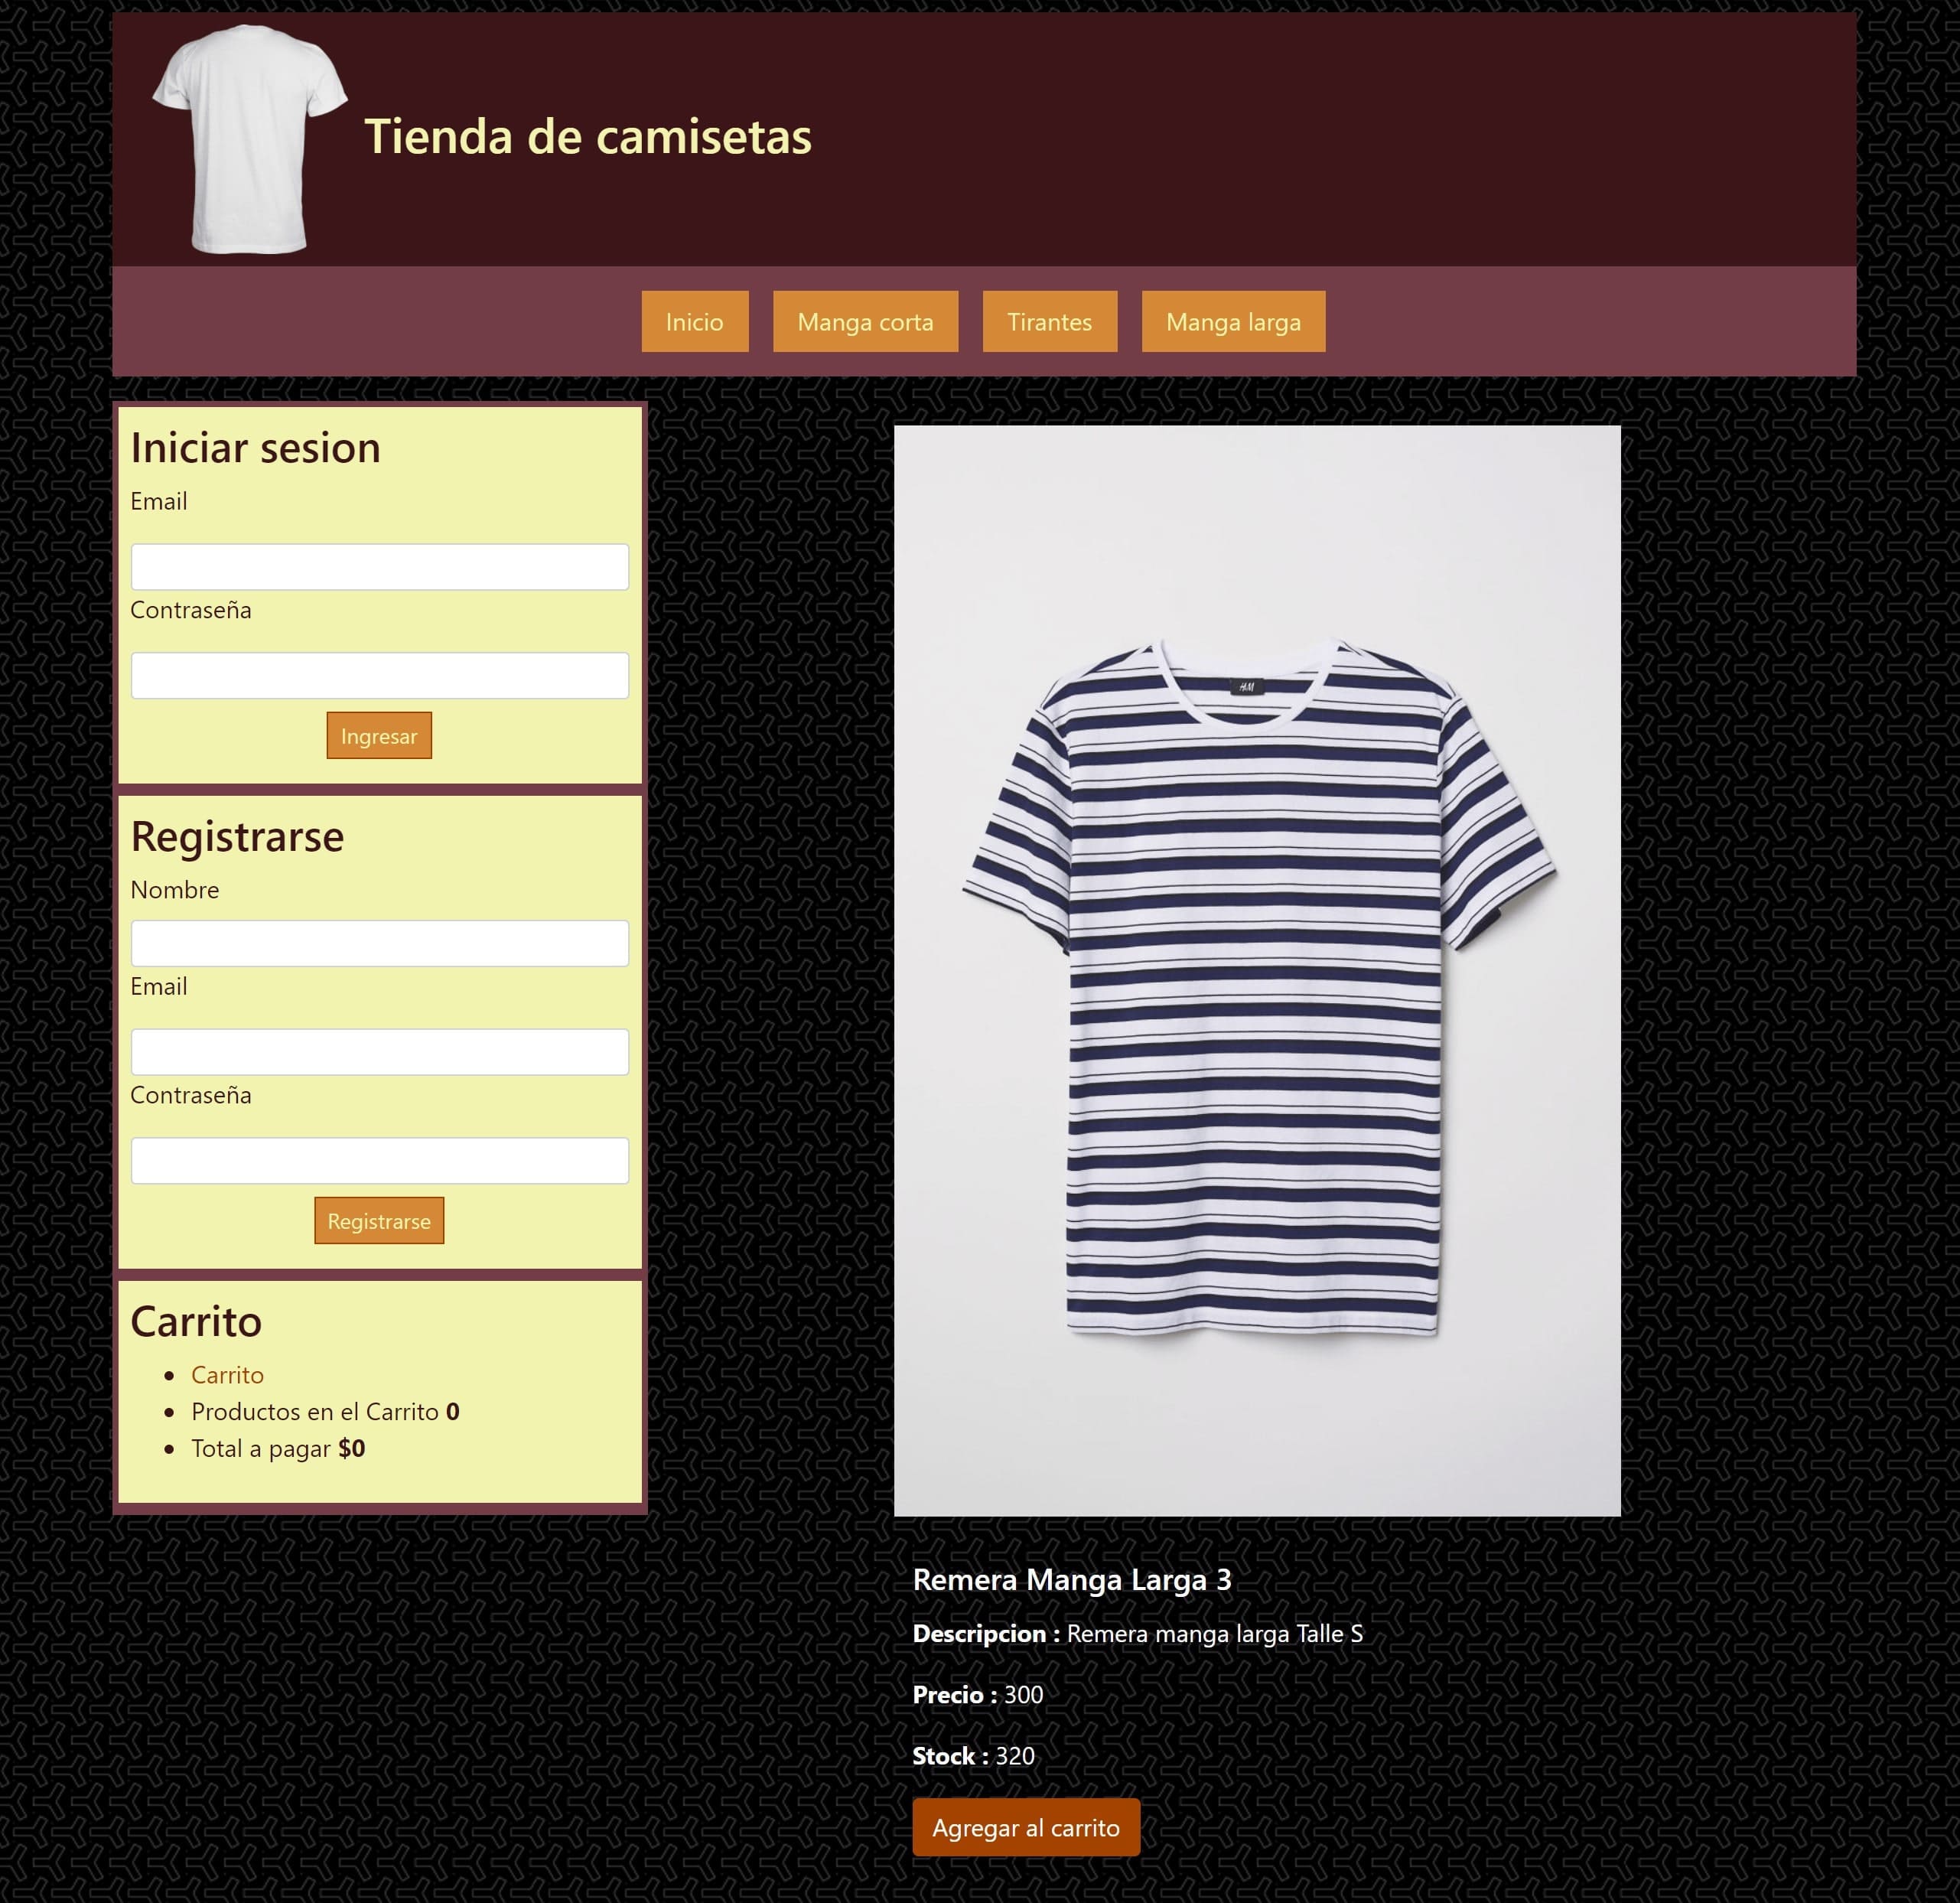 Tienda de camisetas
Inicio
Manga corta
Tirantes
Manga larga
Iniciar sesion
Email
Contraseña
Ingresar
Registrarse
Nombre
Email
Contraseña
Registrarse
Carrito
Carrito
Productos en el Carrito 0
Total a pagar $0
H&M
Remera Manga Larga 3
Descripcion : Remera manga larga Talle S
Precio : 300
Stock : 320
Agregar al carrito